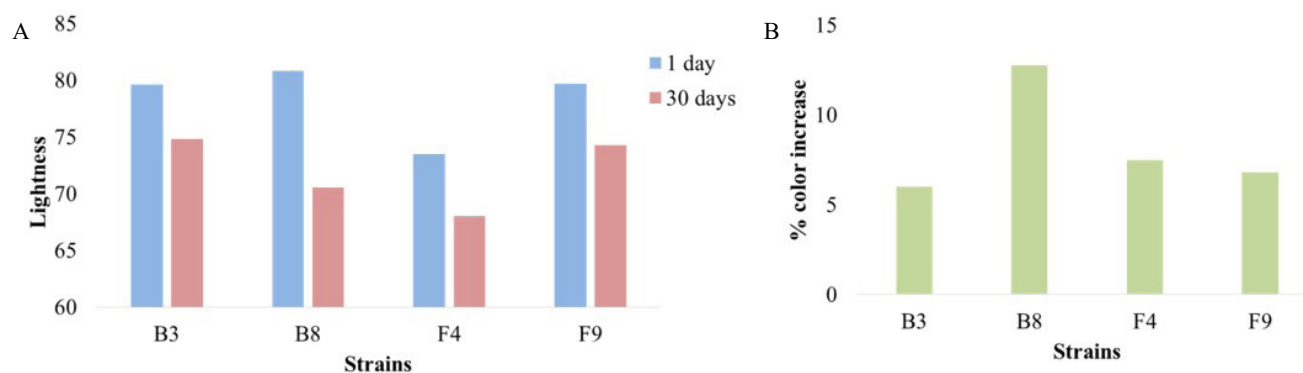 A
Lightness
85
80
75
70
65
60
B3
B8
F4
F9
Strains
1 day
30 days
B
% color increase
15
10
5
0
B3
B8
F4
F9
Strains